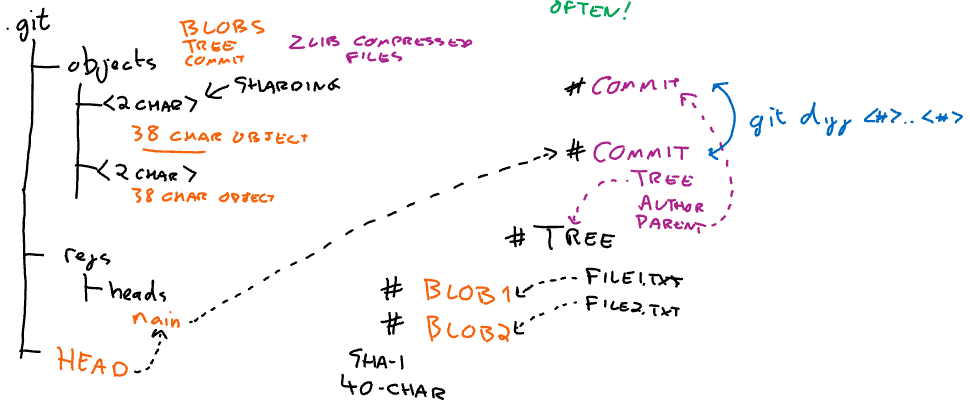 OFTEN!
.git
BLOBS
TREE
COMMIT
ZLIB COMPRESSED
FILES
objects
<2 CHAR>
SHARDING
38 CHAR OBJECT
<2 CHAR>
38 CHAR OBJECT
# COMMIT
git diff <#>..<#>
# COMMIT
TREE
AUTHOR
PARENT
# TREE
refs
heads
main
# BLOB1
FILE1.TXT
# BLOB2
FILE2.TXT
HEAD
SHA-1
40-CHAR